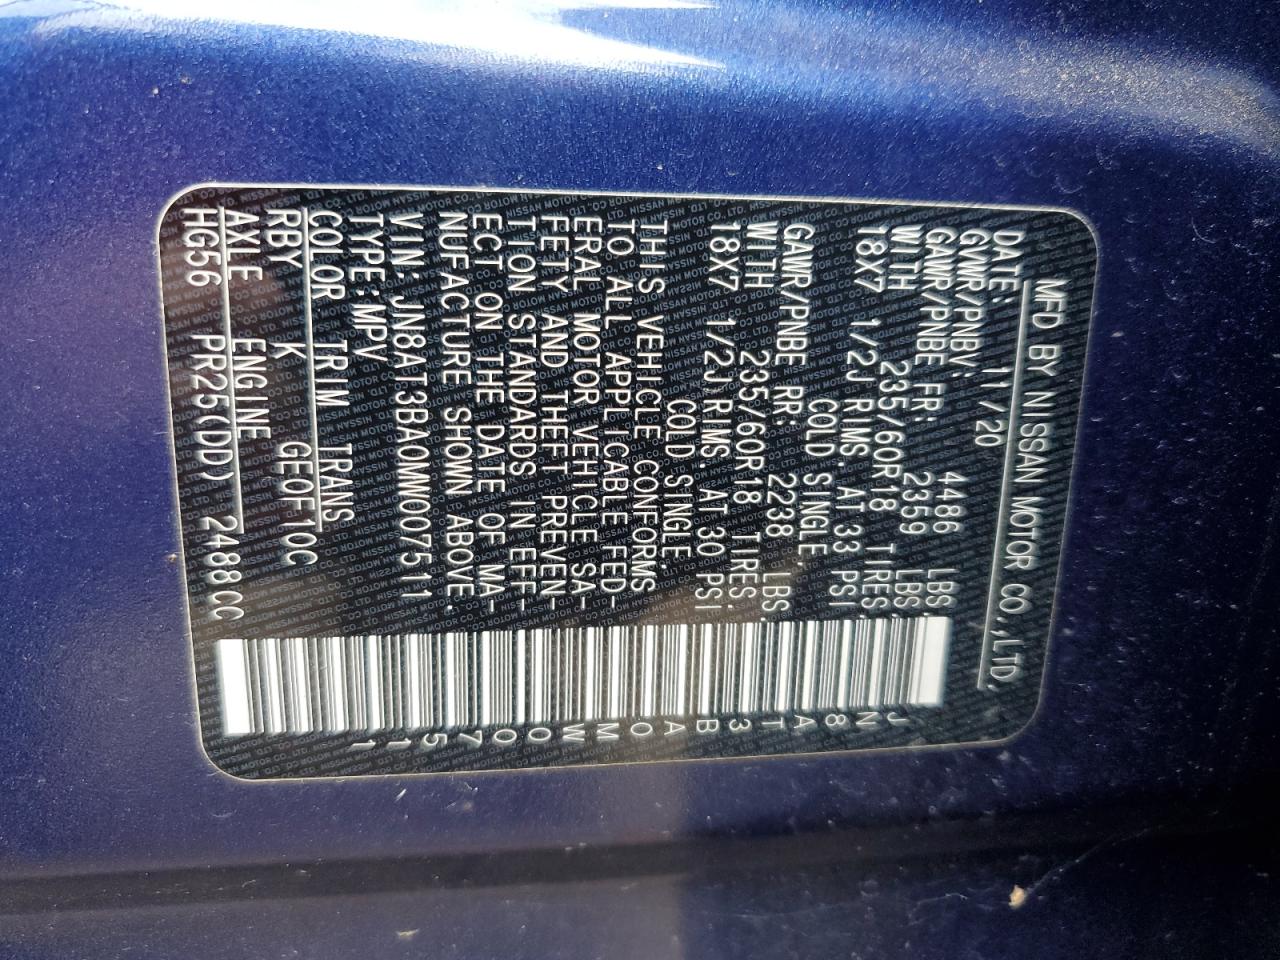 MFD BY NISSAN MOTOR CO.,LTD.
DATE: 11/20
GVWR/PNBV: 4486 LBS
GAWR/PNBE FR: 2359 LBS.
WITH 235/60R18 TIRES,
18X7 1/2J RIMS, AT 33 PSI
COLD SINGLE.
GAWR/PNBE RR: 2238 LBS.
WITH 235/60R18 TIRES,
18X7 1/2J RIMS, AT 30 PSI
COLD SINGLE.
THIS VEHICLE CONFORMS
TO ALL APPLICABLE FED-
ERAL MOTOR VEHICLE SA-
FETY AND THEFT PREVEN-
TION STANDARDS IN EFF-
ECT ON THE DATE OF MA-
NUFACTURE SHOWN ABOVE.
VIN: JN8AT3BA0MW007511
TYPE:MPV
COLOR TRIM TRANS
RBY K GE0F10C
AXLE ENGINE
HG56 PR25(DD) 2488CC
JN8AT3BA0MW007511